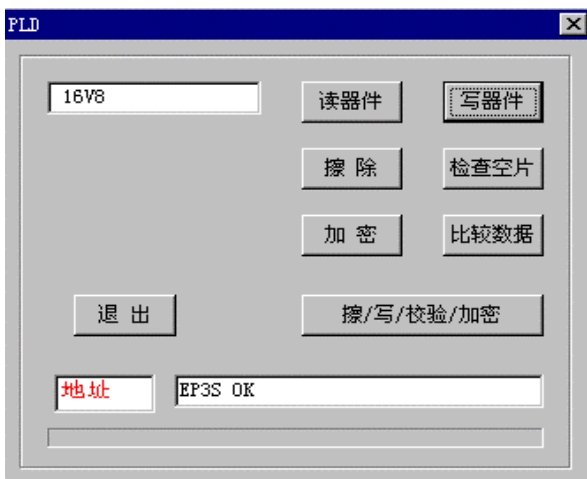 PLD
16V8
读器件
写器件
擦 除
检查空片
加 密
比较数据
退 出
擦/写/校验/加密
地址
EP3S OK